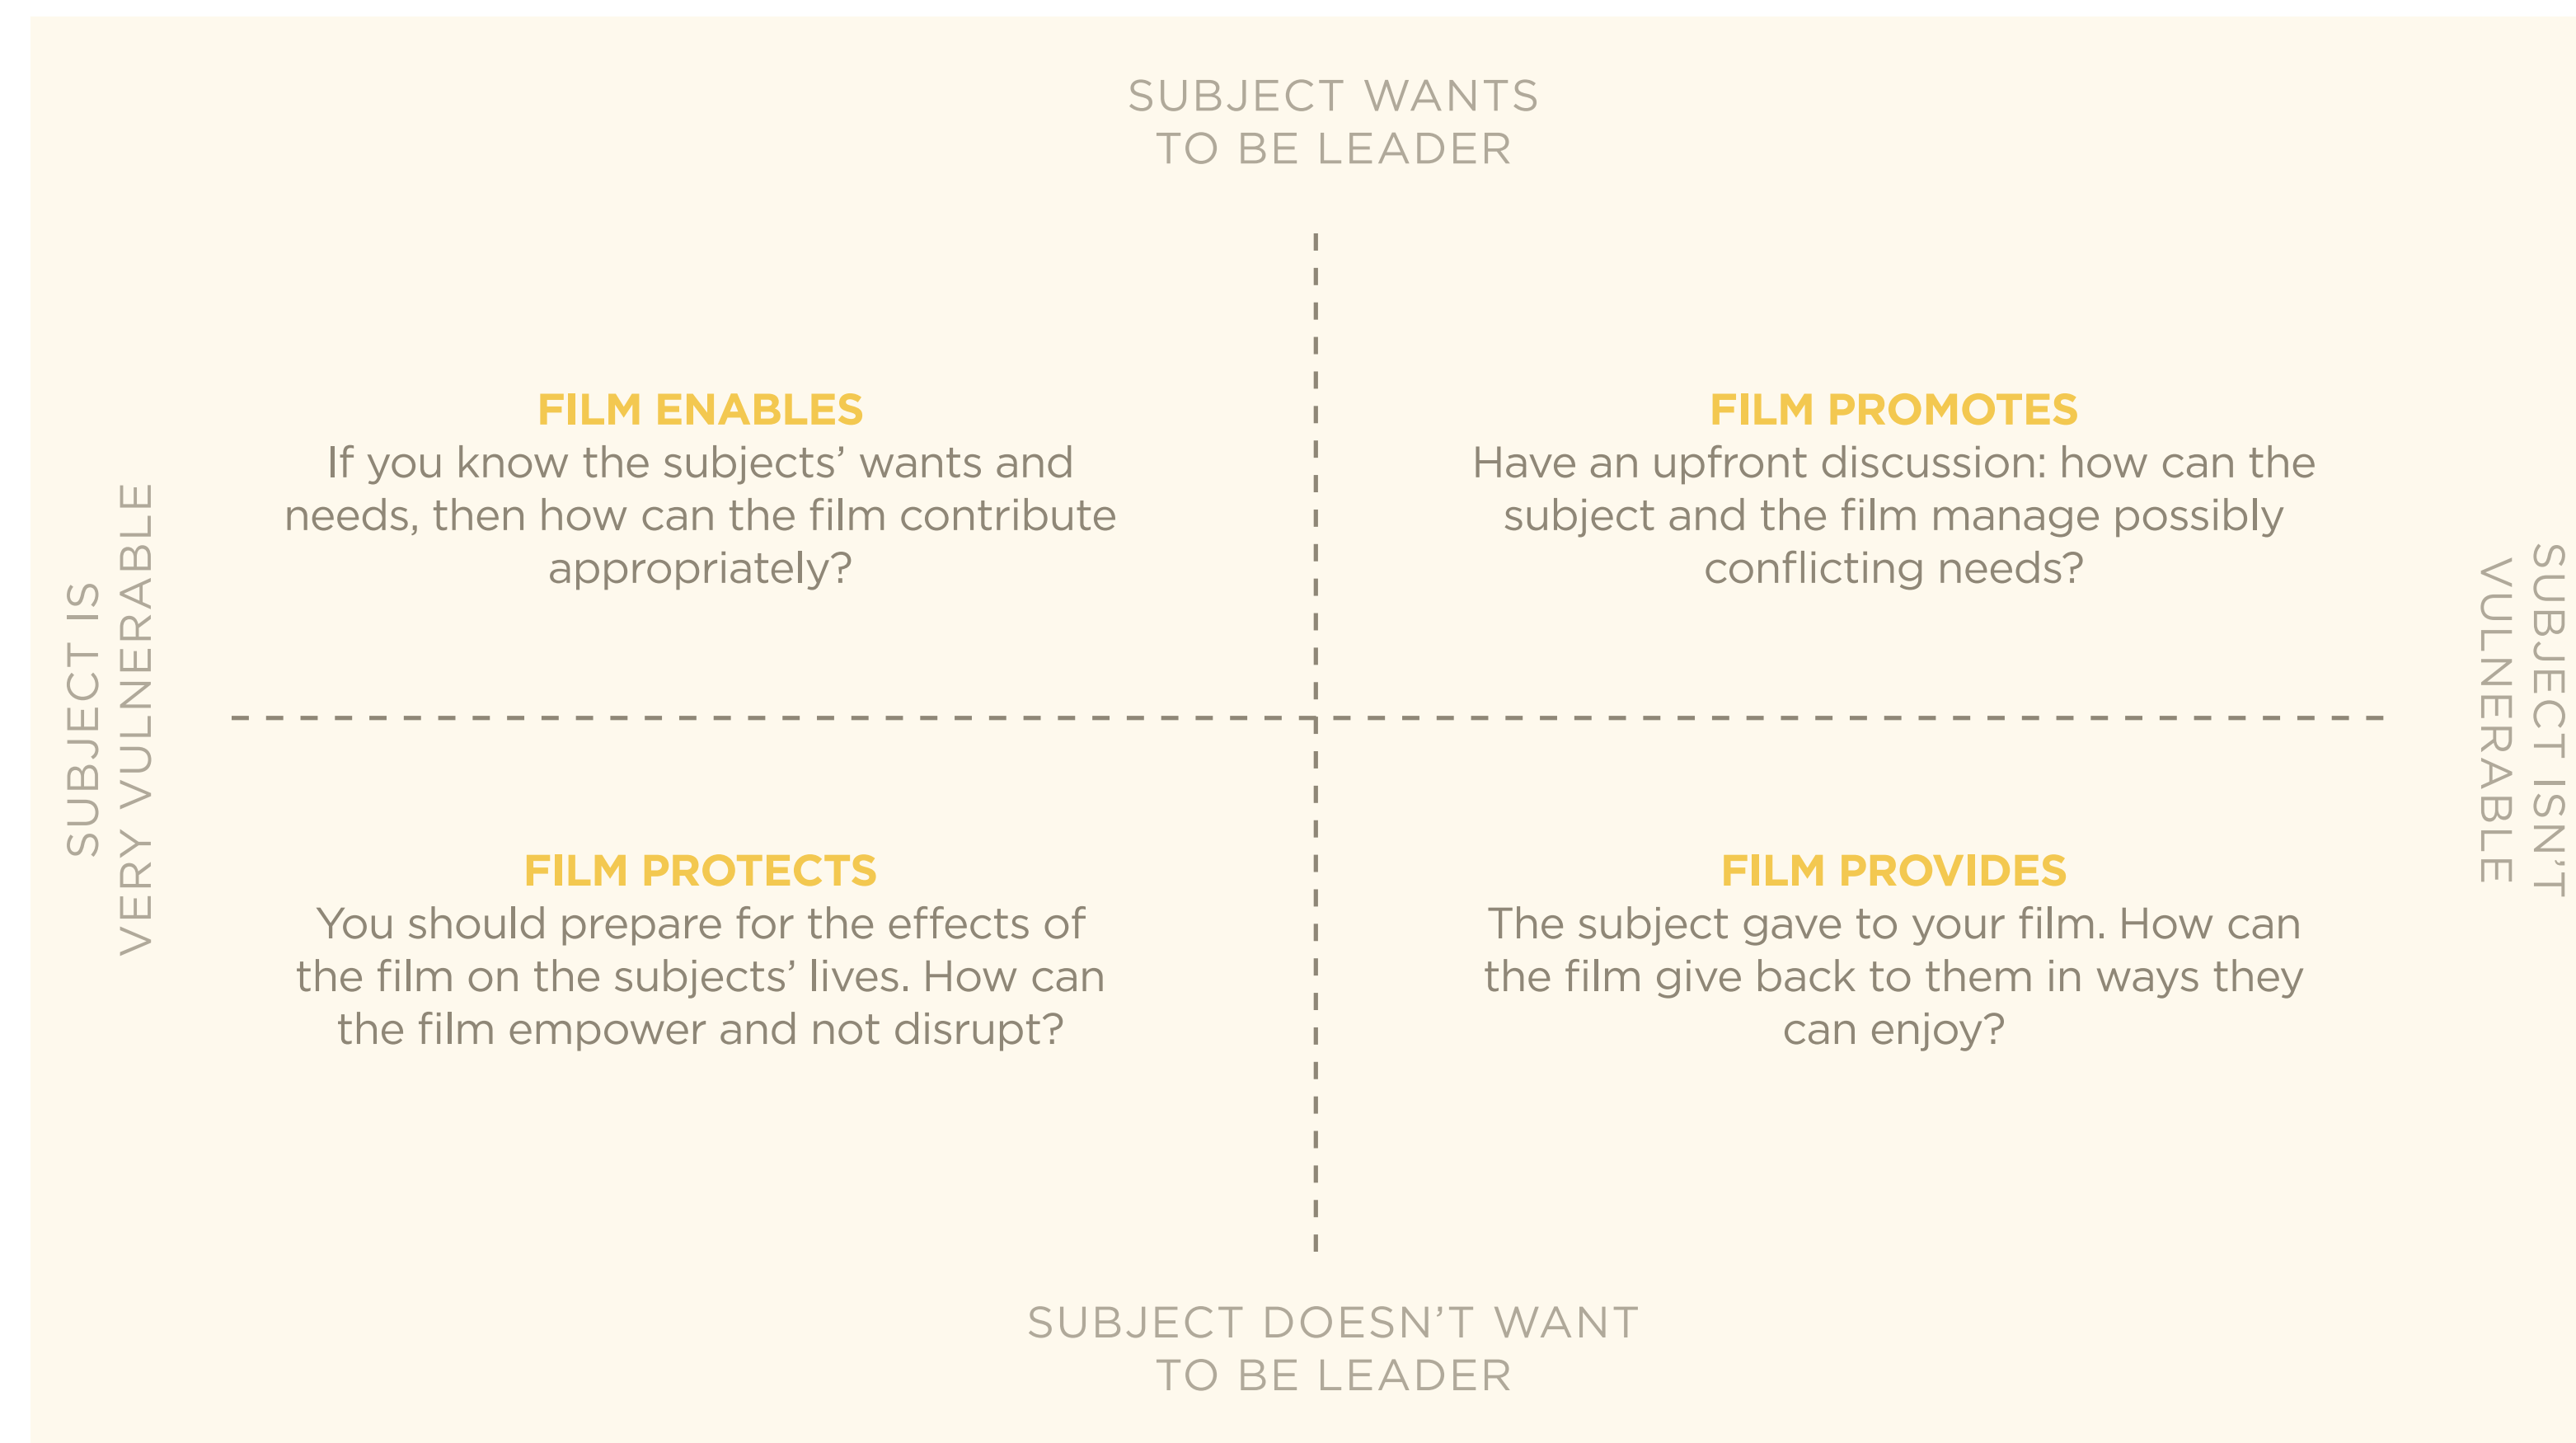 SUBJECT WANTS
TO BE LEADER
SUBJECT IS
VERY VULNERABLE
FILM ENABLES
If you know the subjects’ wants and
needs, then how can the film contribute
appropriately?
FILM PROMOTES
Have an upfront discussion: how can the
subject and the film manage possibly
conflicting needs?
SUBJECT ISN’T
VULNERABLE
FILM PROTECTS
You should prepare for the effects of
the film on the subjects’ lives. How can
the film empower and not disrupt?
FILM PROVIDES
The subject gave to your film. How can
the film give back to them in ways they
can enjoy?
SUBJECT DOESN’T WANT
TO BE LEADER